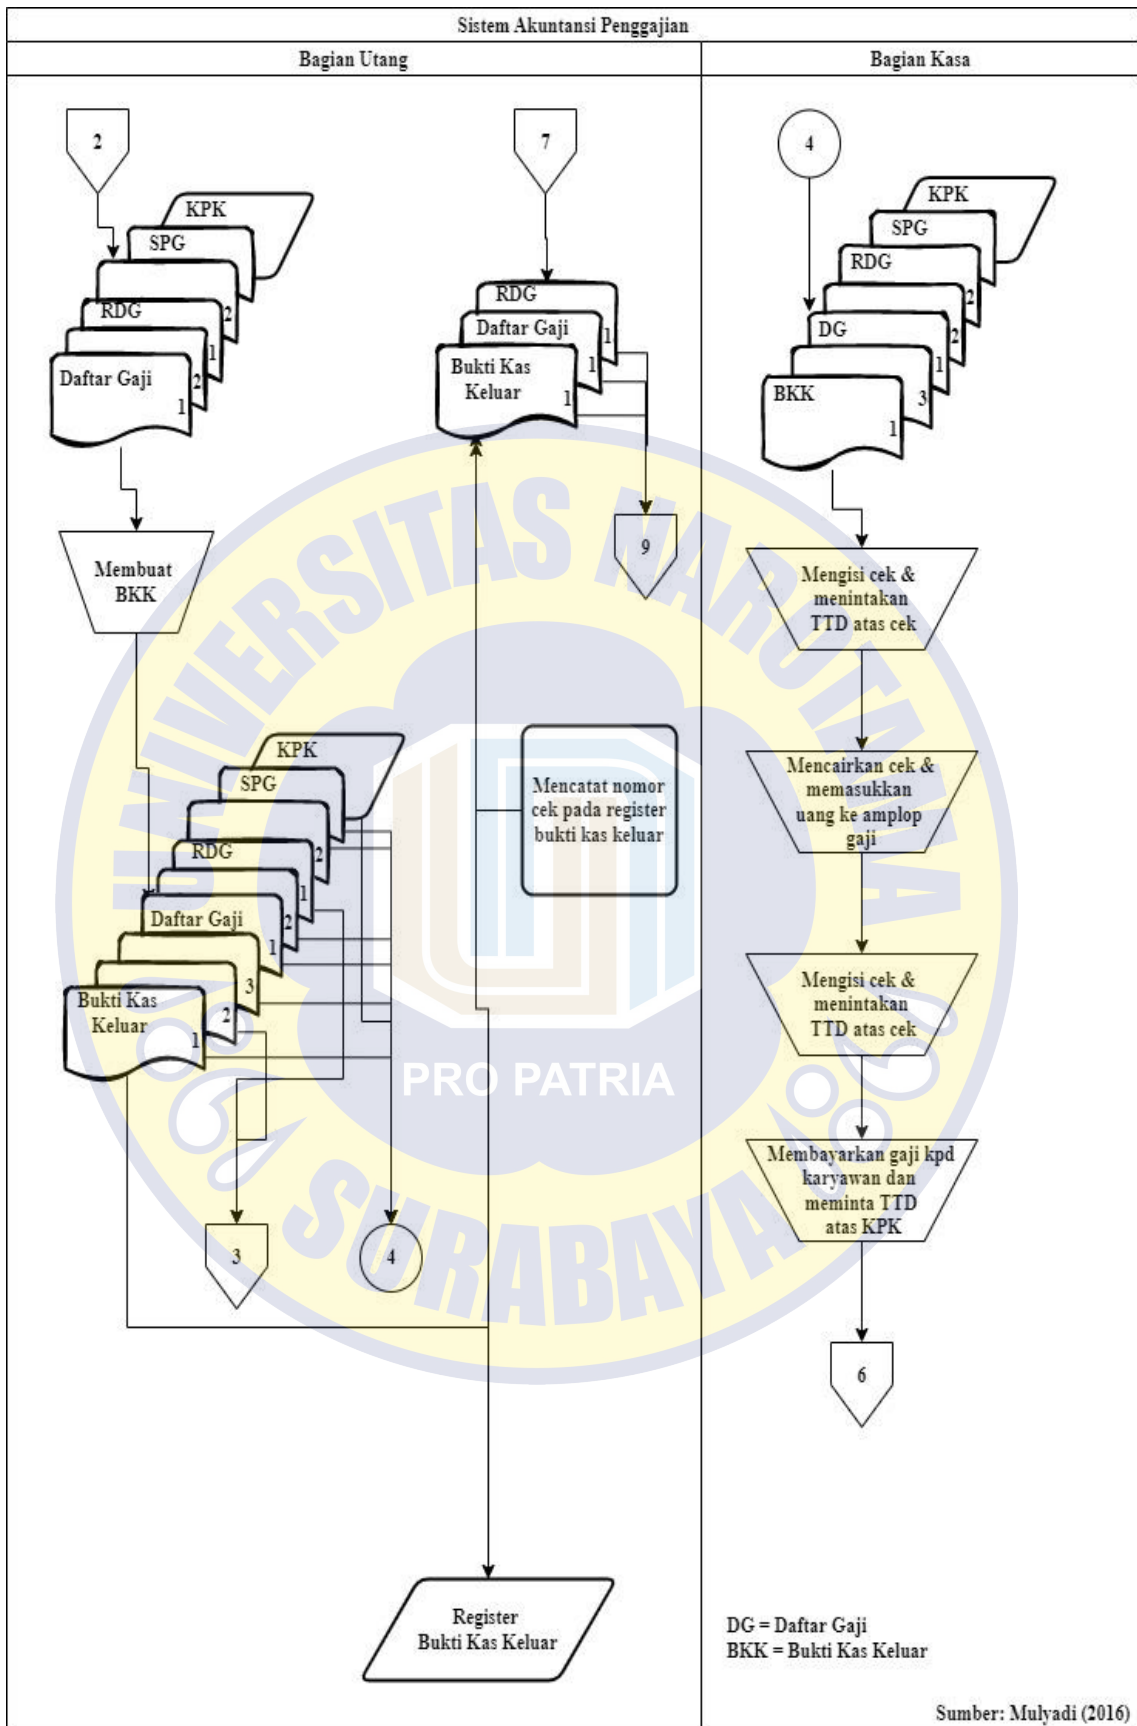 Sistem Akuntansi Penggajian
Bagian Utang
Bagian Kasa
2
KPK
SPG
2
RDG
1
2
Daftar Gaji
1
Membuat
BKK
KPK
SPG
2
RDG
1
2
Daftar Gaji
1
3
2
Bukti Kas
Keluar
1
3
4
7
RDG
1
Daftar Gaji
1
Bukti Kas
Keluar
1
9
Mencatat nomor
cek pada register
bukti kas keluar
Register
Bukti Kas Keluar
4
KPK
SPG
RDG
2
2
DG
1
3
BKK
1
Mengisi cek &
menintakan
TTD atas cek
Mencairkan cek &
memasukkan
uang ke amplop
gaji
Mengisi cek &
menintakan
TTD atas cek
Membayarkan gaji kpd
karyawan dan
meminta TTD
atas KPK
6
DG = Daftar Gaji
BKK = Bukti Kas Keluar
Sumber: Mulyadi (2016)
UNIVERSITAS NAROTAMA
PRO PATRIA
SURABAYA